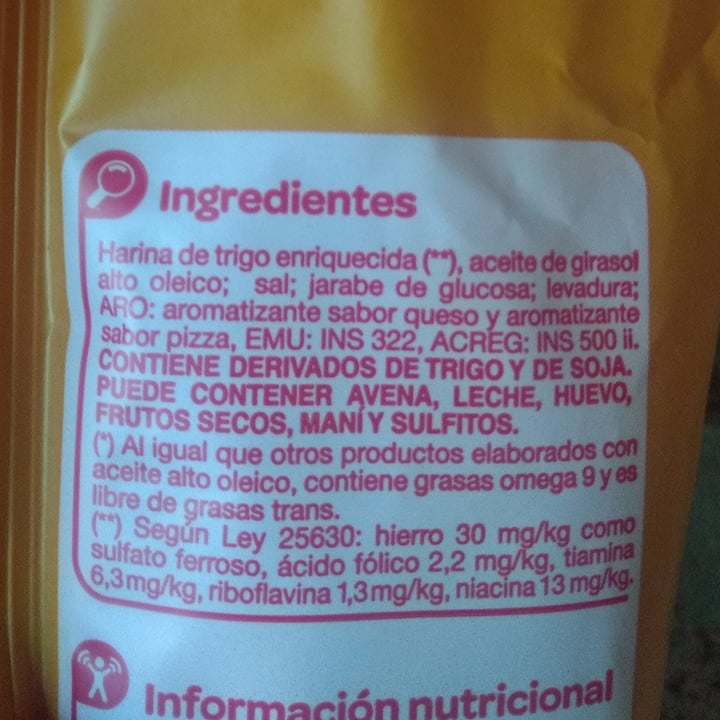 Ingredientes
Harina de trigo enriquecida (**), aceite de girasol
alto oleico; sal; jarabe de glucosa; levadura;
ARO: aromatizante sabor queso y aromatizante
sabor pizza, EMU: INS 322, ACREG: INS 500 ii.
CONTIENE DERIVADOS DE TRIGO Y DE SOJA.
PUEDE CONTENER AVENA, LECHE, HUEVO,
FRUTOS SECOS, MANÍ Y SULFITOS.
(*) Al igual que otros productos elaborados con
aceite alto oleico, contiene grasas omega 9 y es
libre de grasas trans.
(**) Según Ley 25630: hierro 30 mg/kg como
sulfato ferroso, ácido fólico 2,2 mg/kg, tiamina
6,3mg/kg, riboflavina 1,3mg/kg, niacina 13 mg/kg.
Información nutricional